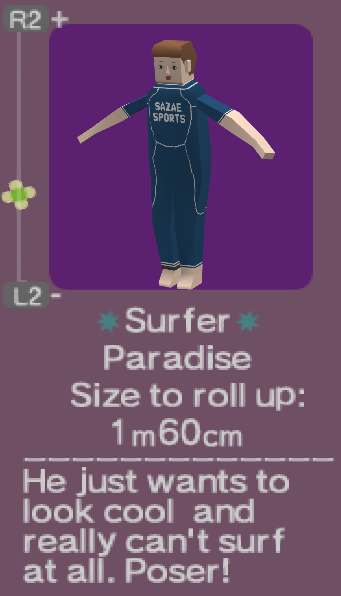 R2 +
SAZAE
SPORTS
L2 -
Surfer
Paradise
Size to roll up:
1m60cm
He just wants to
look cool and
really can't surf
at all. Poser!